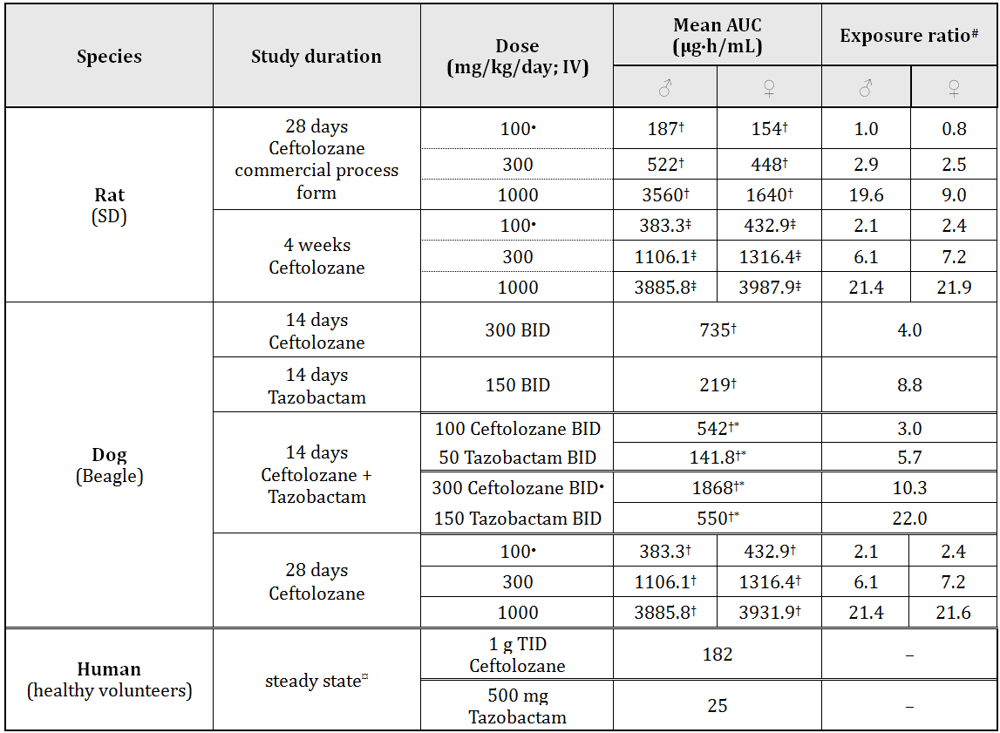 Species Study duration Dose (mg/kg/day; IV) Mean AUC (µg·h/mL) Exposure ratio#
♂ ♀ ♂ ♀
Rat (SD)
28 days
Ceftolozane
commercial process
form
100• 187† 154† 1.0 0.8
300 522† 448† 2.9 2.5
1000 3560† 1640† 19.6 9.0
4 weeks
Ceftolozane
100• 383.3‡ 432.9‡ 2.1 2.4
300 1106.1‡ 1316.4‡ 6.1 7.2
1000 3885.8‡ 3987.9‡ 21.4 21.9
Dog
(Beagle)
14 days
Ceftolozane
300 BID 735† 4.0
14 days
Tazobactam
150 BID 219† 8.8
14 days
Ceftolozane +
Tazobactam
100 Ceftolozane BID 542†* 3.0
50 Tazobactam BID 141.8†* 5.7
300 Ceftolozane BID• 1868†* 10.3
150 Tazobactam BID 550†* 22.0
28 days
Ceftolozane
100• 383.3† 432.9† 2.1 2.4
300 1106.1† 1316.4† 6.1 7.2
1000 3885.8† 3931.9† 21.4 21.6
Human
(healthy volunteers)
steady state¤
1 g TID
Ceftolozane
182 –
500 mg
Tazobactam
25 –